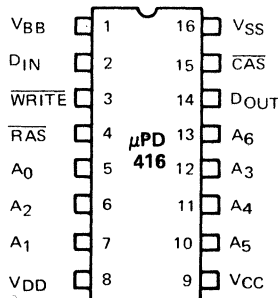 VBB 1 16 VSS
DIN 2 15 CAS
WRITE 3 14 DOUT
RAS 4 13 A6
μPD
416
A0 5 12 A3
A2 6 11 A4
A1 7 10 A5
VDD 8 9 VCC